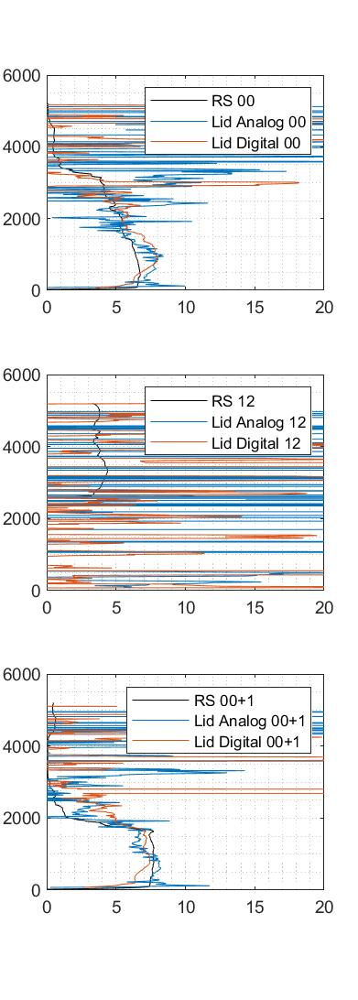 6000
4000
2000
0
RS 00
Lid Analog 00
Lid Digital 00
0 5 10 15 20
6000
4000
2000
0
RS 12
Lid Analog 12
Lid Digital 12
0 5 10 15 20
6000
4000
2000
0
RS 00+1
Lid Analog 00+1
Lid Digital 00+1
0 5 10 15 20